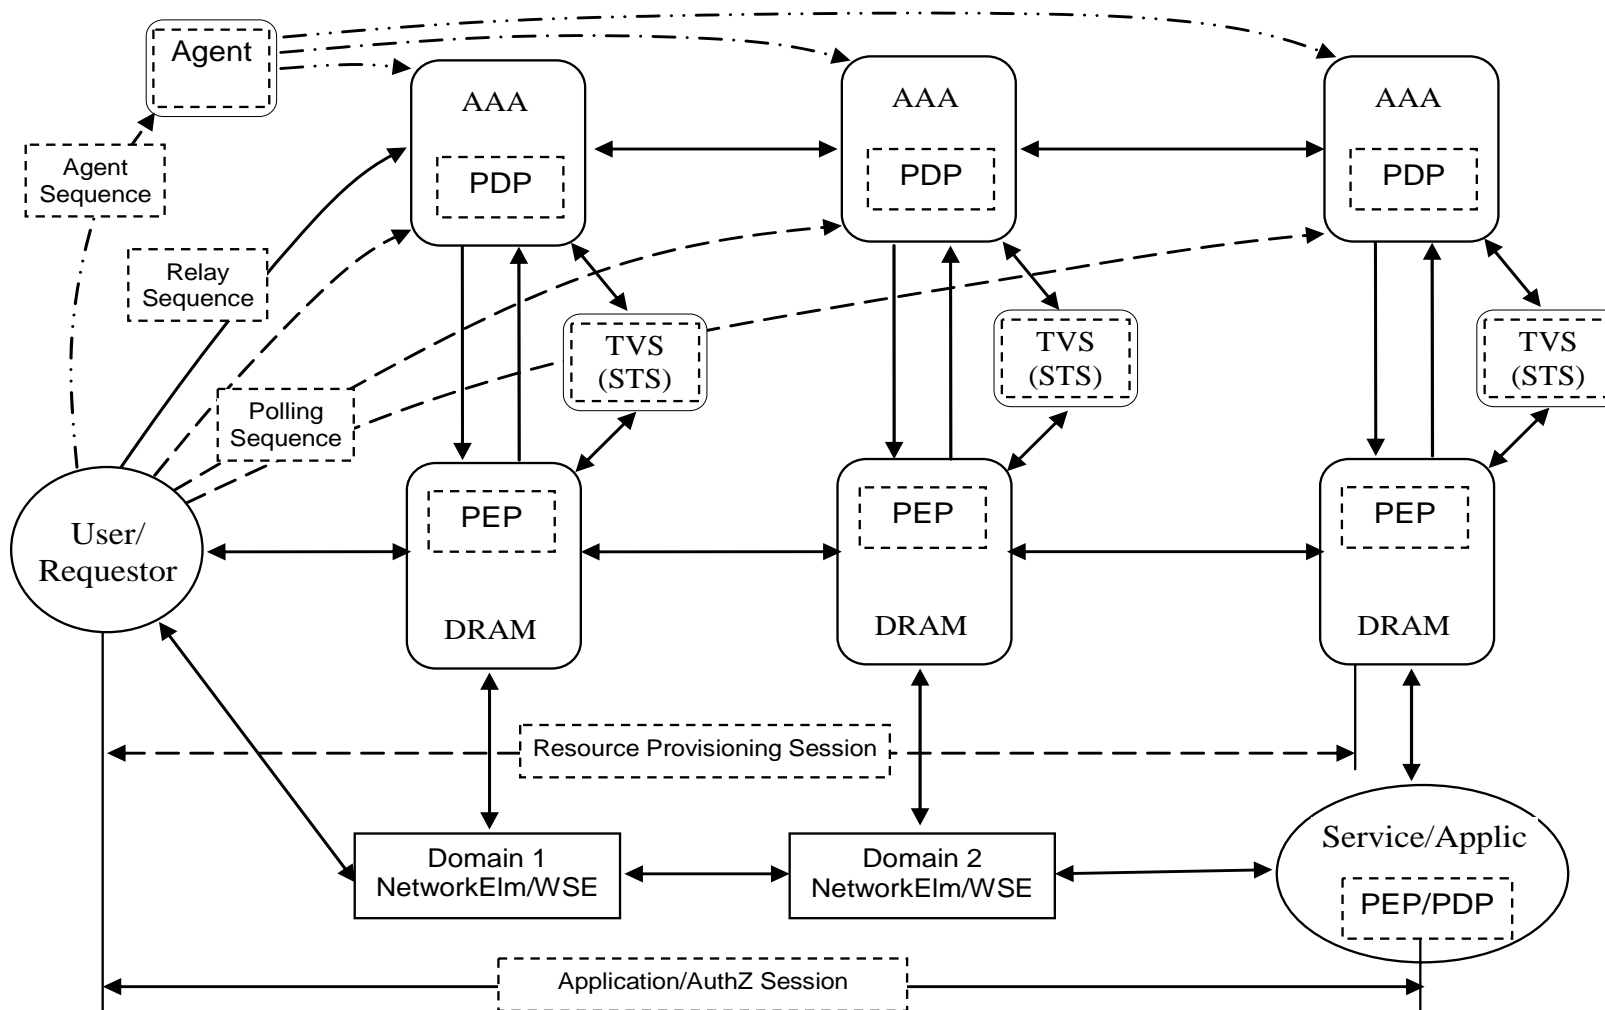 Agent
AAA
AAA
AAA
Agent
Sequence
PDP
PDP
PDP
Relay
Sequence
TVS
(STS)
TVS
(STS)
TVS
(STS)
Polling
Sequence
PEP
PEP
PEP
User/
Requestor
DRAM
DRAM
DRAM
Resource Provisioning Session
Domain 1
NetworkElm/WSE
Domain 2
NetworkElm/WSE
Service/Applic
PEP/PDP
Application/AuthZ Session